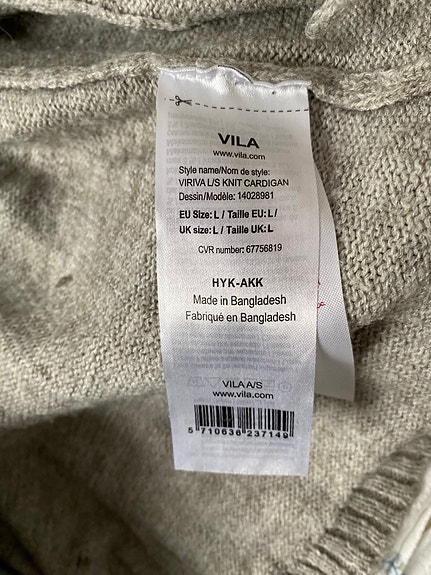 VILA
www.vila.com
Style name/Nom de style:
VIRIVA L/S KNIT CARDIGAN
Dessin/Modèle: 14028981
EU Size: L / Taille EU: L /
UK size: L / Taille UK: L
CVR number: 67756819
HYK-AKK
Made in Bangladesh
Fabriqué en Bangladesh
VILA A/S
www.vila.com
5 710636 237149